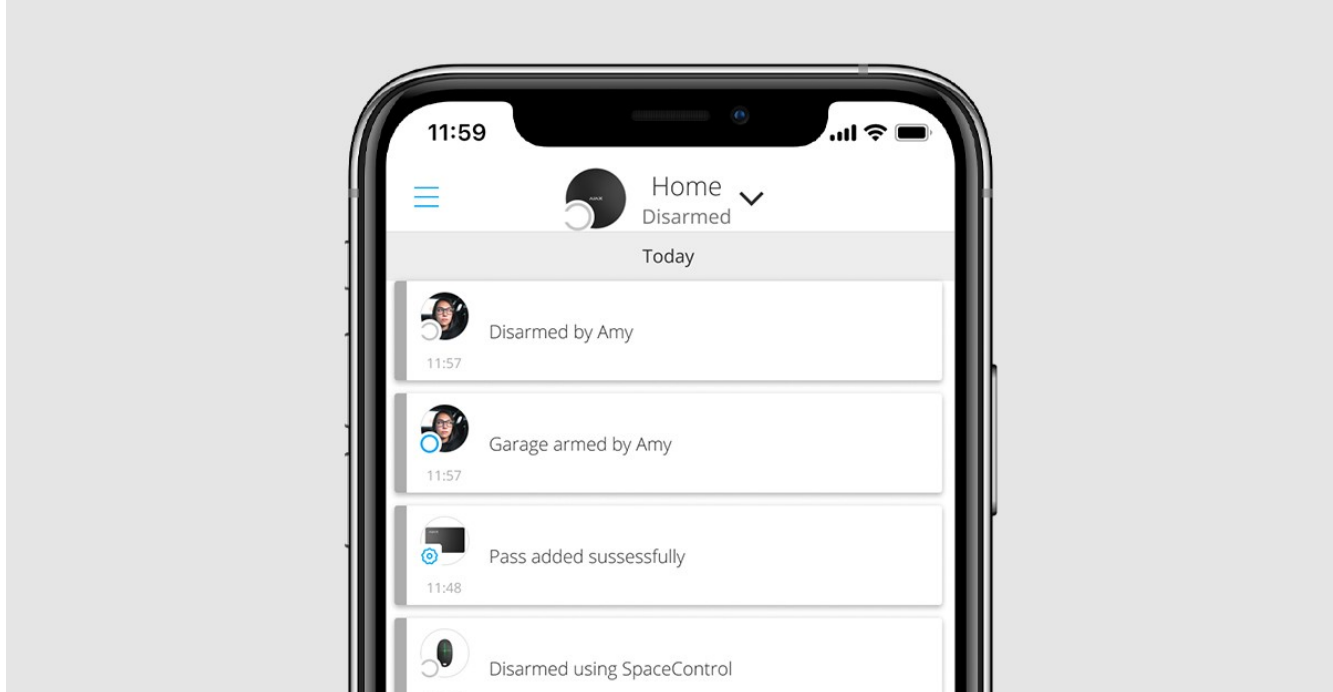 11:59
AJAX
Home
Disarmed
Today
Disarmed by Amy
11:57
Garage armed by Amy
11:57
Pass added sussessfully
11:48
Disarmed using SpaceControl